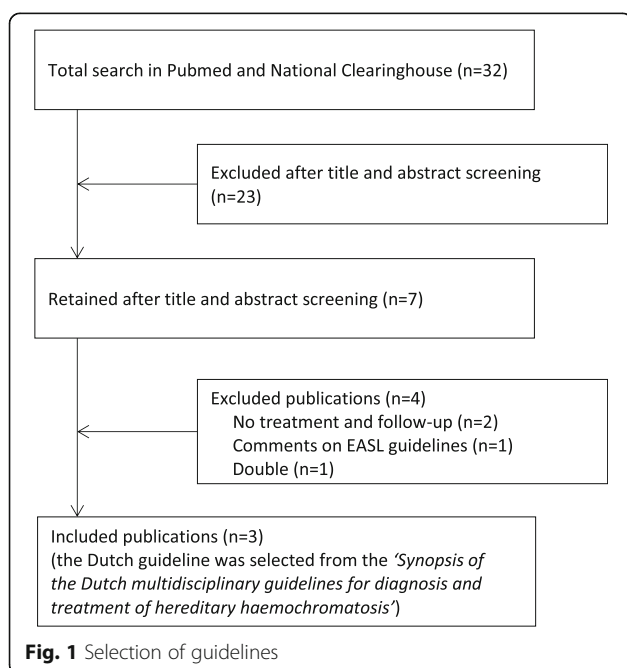 Total search in Pubmed and National Clearinghouse (n=32)
Excluded after title and abstract screening
(n=23)
Retained after title and abstract screening (n=7)
Excluded publications (n=4)
No treatment and follow-up (n=2)
Comments on EASL guidelines (n=1)
Double (n=1)
Included publications (n=3)
(the Dutch guideline was selected from the ‘Synopsis of
the Dutch multidisciplinary guidelines for diagnosis and
treatment of hereditary haemochromatosis’)
Fig. 1 Selection of guidelines